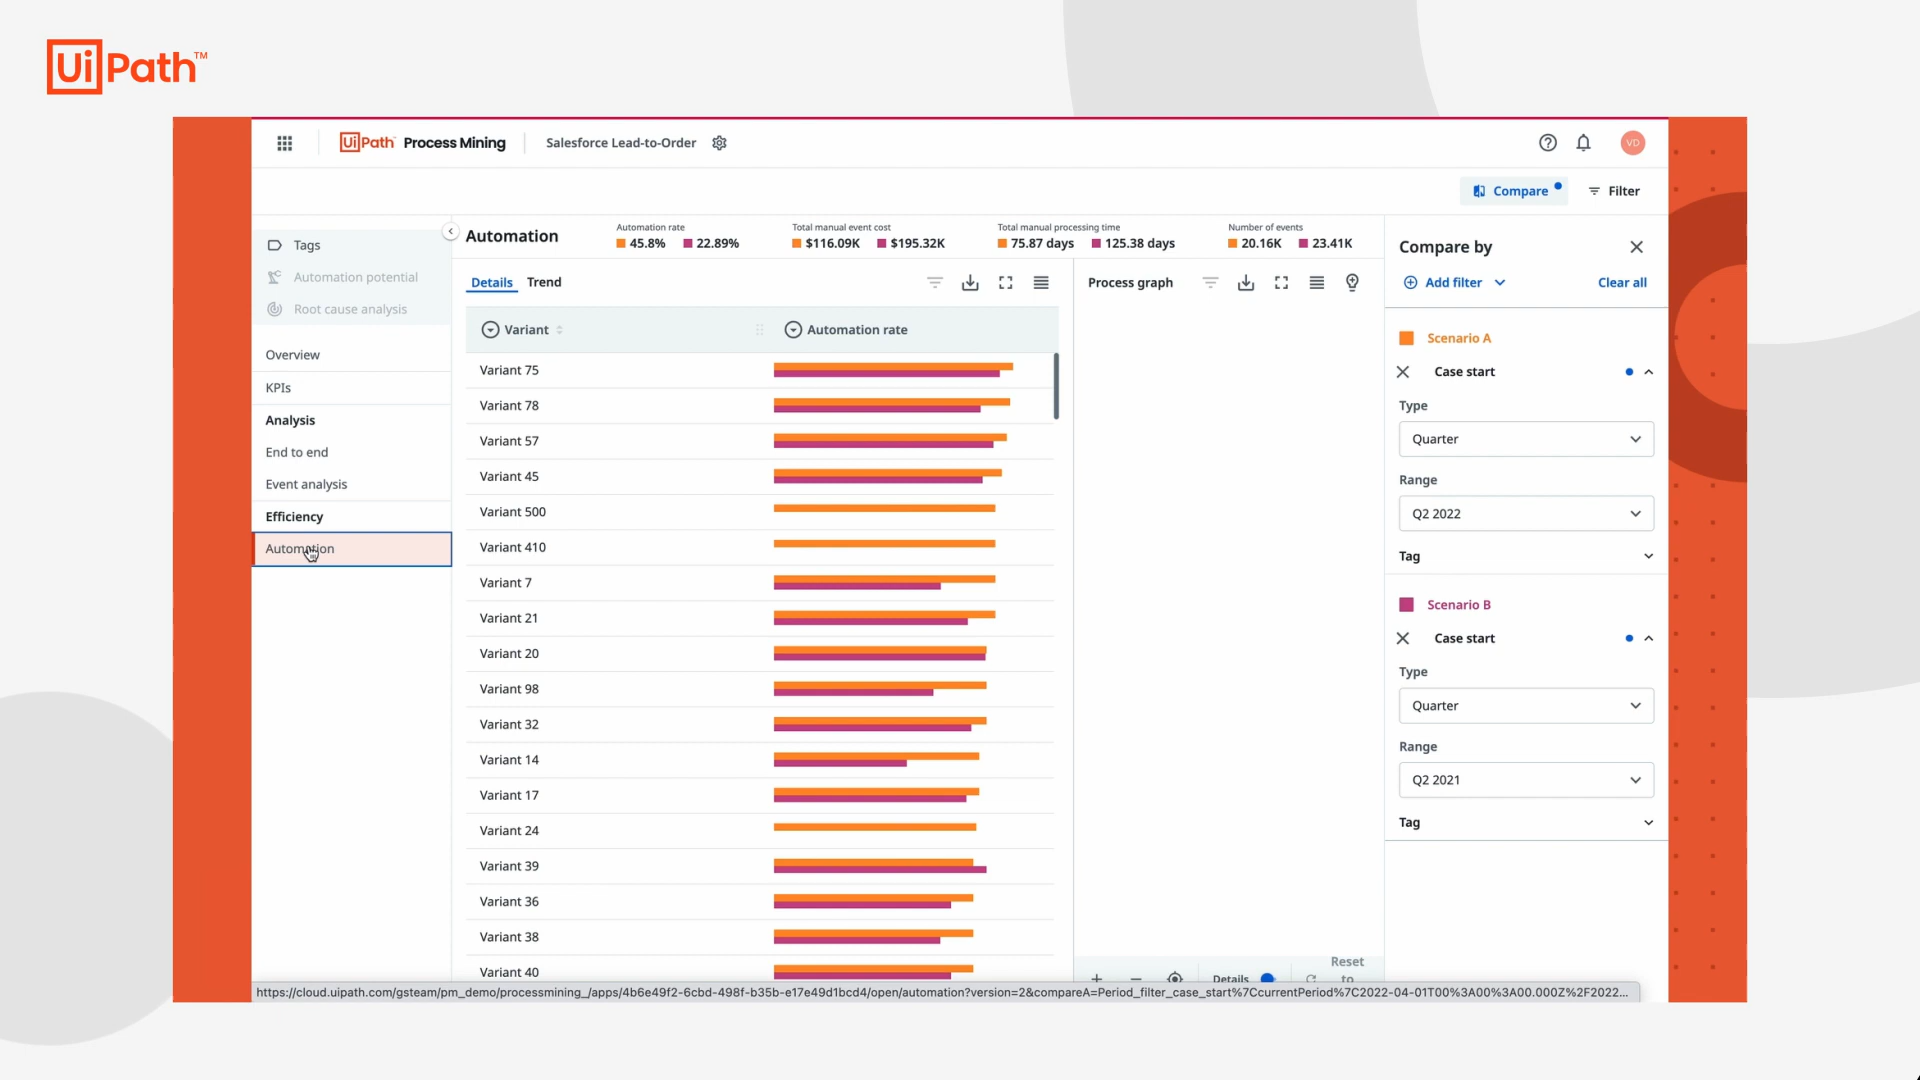 UiPath™
UiPath Process Mining
Salesforce Lead-to-Order
VD
Compare
Filter
Tags
Automation potential
Root cause analysis
Overview
KPIs
Analysis
End to end
Event analysis
Efficiency
Automation
Automation
Automation rate
45.8% 22.89%
Total manual event cost
$116.09K $195.32K
Total manual processing time
75.87 days 125.38 days
Number of events
20.16K 23.41K
Details Trend
Variant Automation rate
Variant 75
Variant 78
Variant 57
Variant 45
Variant 500
Variant 410
Variant 7
Variant 21
Variant 20
Variant 98
Variant 32
Variant 14
Variant 17
Variant 24
Variant 39
Variant 36
Variant 38
Variant 40
Process graph
Details
Reset
to
Compare by
Add filter
Clear all
Scenario A
Case start
Type
Quarter
Range
Q2 2022
Tag
Scenario B
Case start
Type
Quarter
Range
Q2 2021
Tag
https://cloud.uipath.com/gsteam/pm_demo/processmining_/apps/4b6e49f2-6cbd-498f-b35b-e17e49d1bcd4/open/automation?version=2&compareA=Period_filter_case_start%7CcurrentPeriod%7C2022-04-01T00%3A00%3A00.000Z%2F2022...